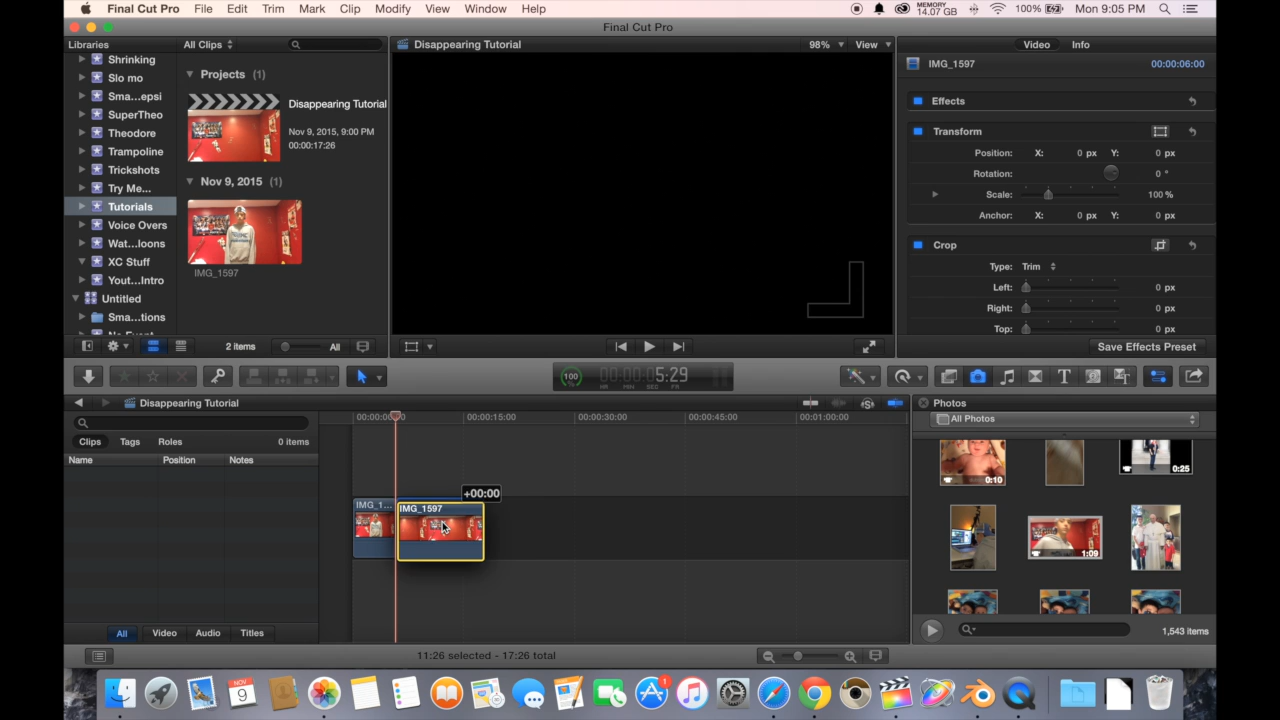 Final Cut Pro File Edit Trim Mark Clip Modify View Window Help MEMORY 14.07 GB 100% Mon 9:05 PM
Final Cut Pro
Libraries
All Clips
Disappearing Tutorial 98% View
Video Info
Shrinking
Slo mo
Sma...epsi
SuperTheo
Theodore
Trampoline
Trickshots
Try Me...
Tutorials
Voice Overs
Wat...loons
XC Stuff
Yout...Intro
Untitled
Sma...tions
Projects (1)
Disappearing Tutorial
Nov 9, 2015, 9:00 PM
00:00:17:26
Nov 9, 2015 (1)
IMG_1597
2 items All
IMG_1597 00:00:06:00
Effects
Transform
Position: X: 0 px Y: 0 px
Rotation: 0 °
Scale: 100 %
Anchor: X: 0 px Y: 0 px
Crop
Type: Trim
Left: 0 px
Right: 0 px
Top: 0 px
Save Effects Preset
100 00:00:05:29
HR MIN SEC FR
Disappearing Tutorial
Clips Tags Roles 0 items
Name Position Notes
All Video Audio Titles
00:00:15:00 00:00:30:00 00:00:45:00 00:01:00:00
+00:00
IMG_1...
IMG_1597
11:26 selected - 17:26 total
Photos
All Photos
0:10
0:25
1:09
1,543 items
NOV
9
1